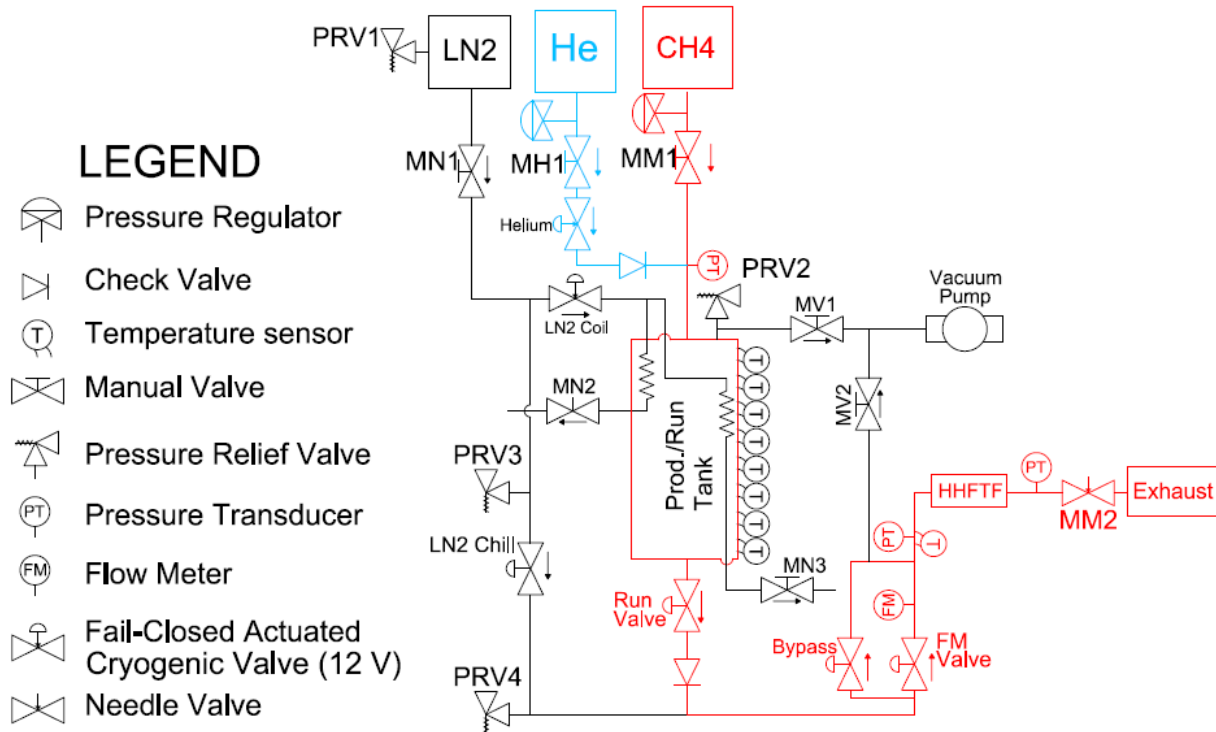 PRV1
LN2
He
CH4
MN1
MH1
MM1
LEGEND
Pressure Regulator
Helium
Check Valve
PT
PRV2
Vacuum
Pump
MV1
Temperature sensor
T
LN2 Coil
Manual Valve
MN2
MV2
T
T
T
T
T
T
T
T
Prod./Run
Tank
Pressure Relief Valve
PRV3
PT
HHFTF
Exhaust
MM2
PT
Pressure Transducer
PT
T
LN2 Chill
MN3
FM
Flow Meter
Run
Valve
FM
Fail-Closed Actuated
Cryogenic Valve (12 V)
Bypass
FM
Valve
PRV4
Needle Valve